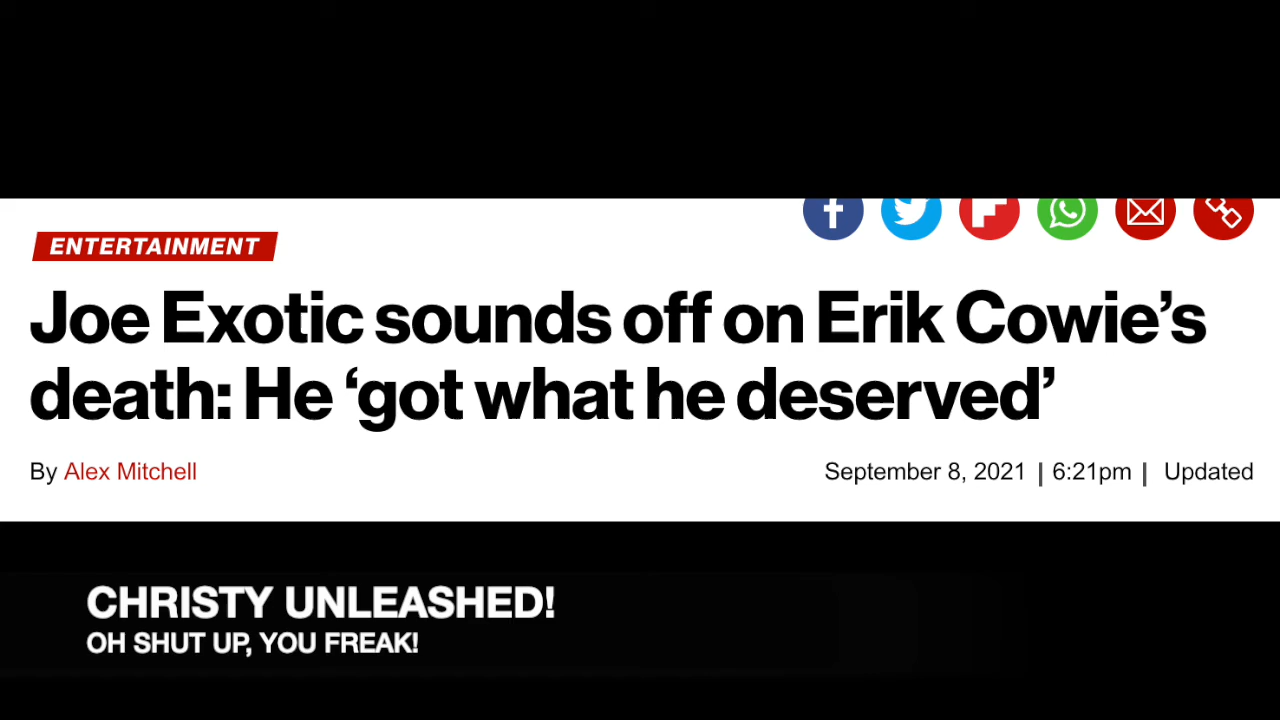 ENTERTAINMENT
Joe Exotic sounds off on Erik Cowie’s
death: He ‘got what he deserved’
By Alex Mitchell
September 8, 2021 | 6:21pm | Updated
CHRISTY UNLEASHED!
OH SHUT UP, YOU FREAK!